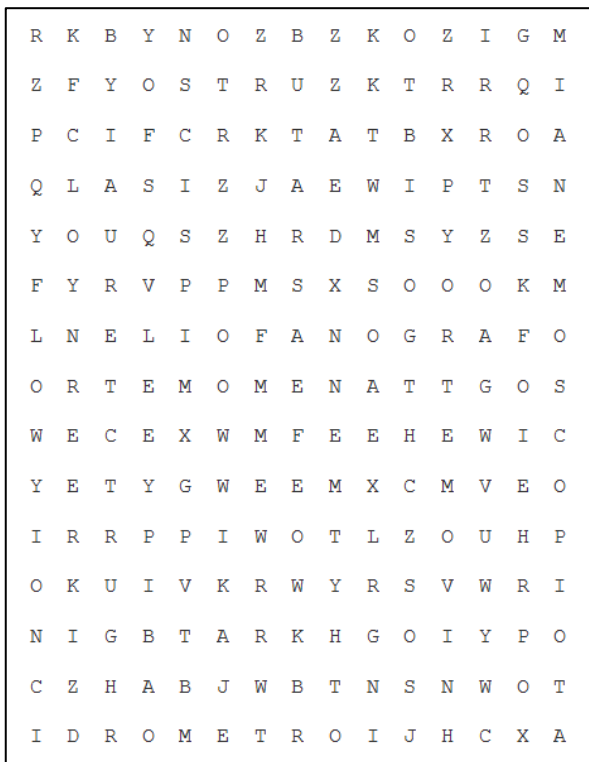 R K B Y N O Z B Z K O Z I G M
Z F Y O S T R U Z K T R R Q I
P C I F C R K T A T B X R O A
Q L A S I Z J A E W I P T S N
Y O U Q S Z H R D M S Y Z S E
F Y R V P P M S X S O O O K M
L N E L I O F A N O G R A F O
O R T E M O M E N A T T G O S
W E C E X W M F E E H E W I C
Y E T Y G W E E M X C M V E O
I R R P P I W O T L Z O U H P
O K U I V K R W Y R S V W R I
N I G B T A R K H G O I Y P O
C Z H A B J W B T N S N W O T
I D R O M E T R O I J H C X A